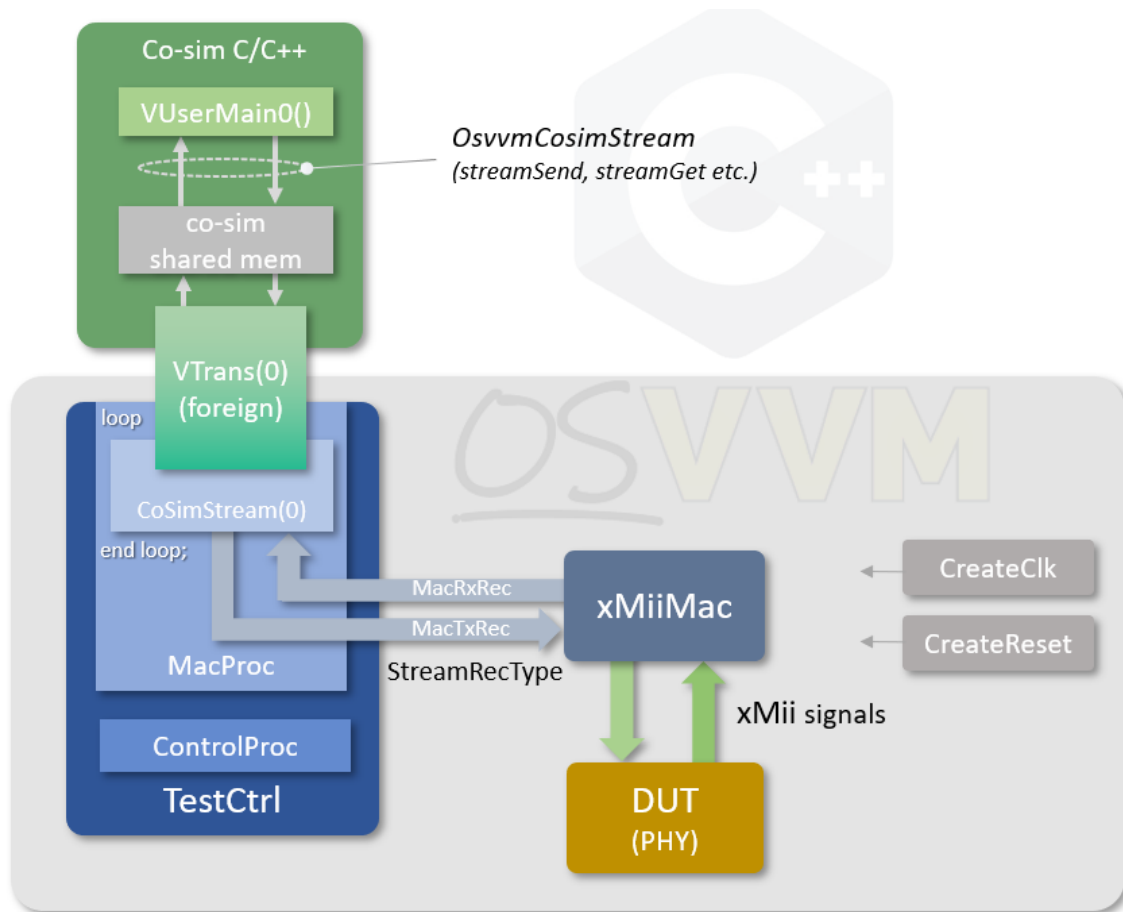 Co-sim C/C++
VUserMain0()
OsvvmCosimStream
(streamSend, streamGet etc.)
++
co-sim
shared mem
VTrans(0)
(foreign)
loop
OSVVM
CoSimStream(0)
end loop;
MacRxRec
MacTxRec
StreamRecType
MacProc
xMiiMac
CreateClk
CreateReset
xMii signals
ControlProc
TestCtrl
DUT
(PHY)